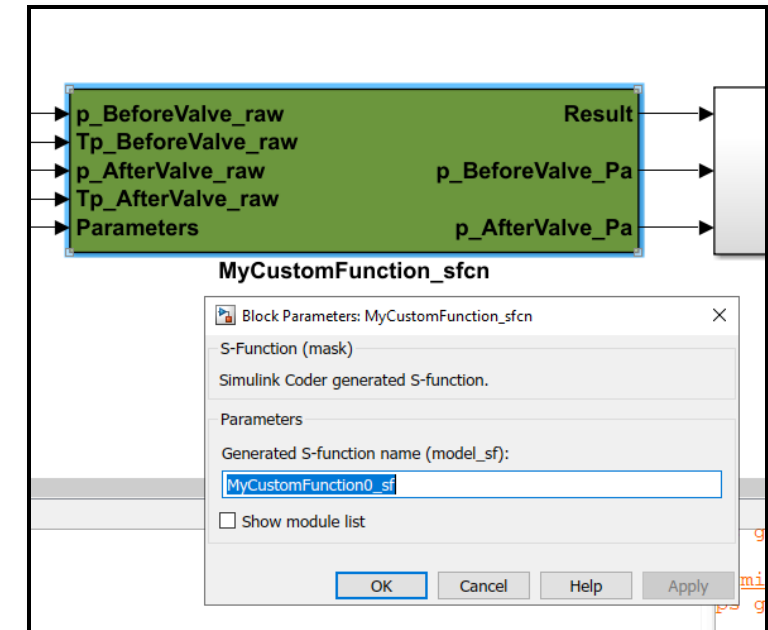 p_BeforeValve_raw
Result
Tp_BeforeValve_raw
p_AfterValve_raw
p_BeforeValve_Pa
Tp_AfterValve_raw
Parameters
p_AfterValve_Pa
MyCustomFunction_sfcn
Block Parameters: MyCustomFunction_sfcn
S-Function (mask)
Simulink Coder generated S-function.
Parameters
Generated S-function name (model_sf):
MyCustomFunction0_sf
Show module list
OK Cancel Help Apply
g
mi
g